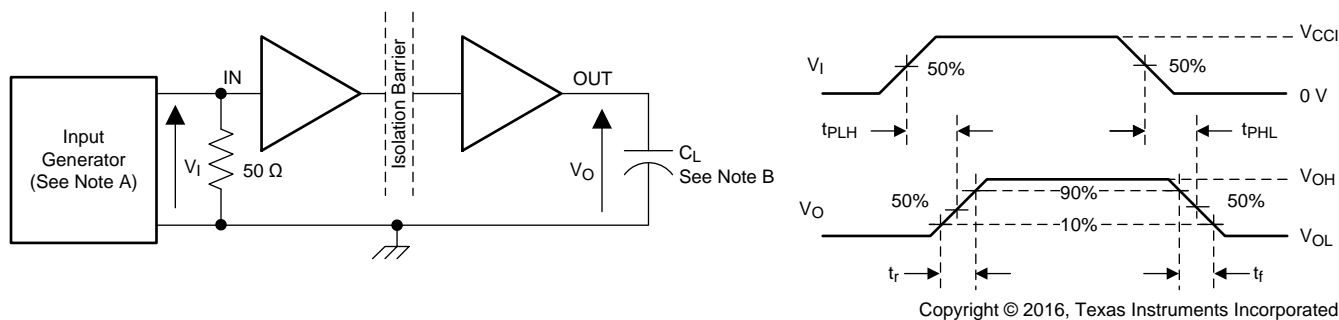 Input
Generator
(See Note A)
V_I
IN
50 Ω
Isolation Barrier
OUT
V_O
C_L
See Note B
V_I
50%
50%
V_CCI
0 V
t_PLH
t_PHL
V_O
50%
90%
10%
50%
V_OH
V_OL
t_r
t_f
Copyright © 2016, Texas Instruments Incorporated